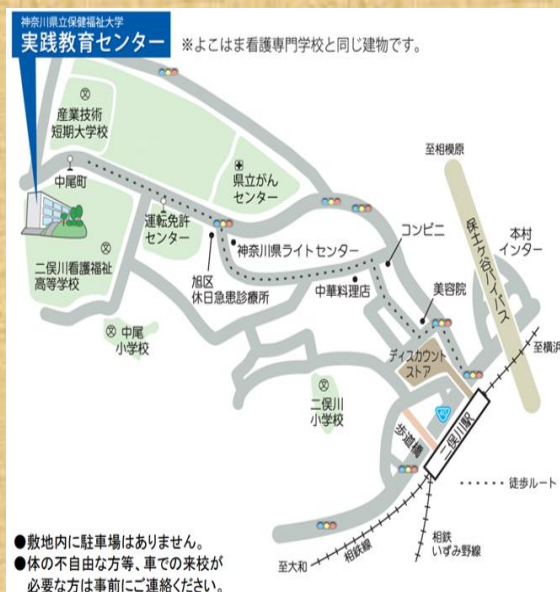 神奈川県立保健福祉大学
実践教育センター
※よこはま看護専門学校と同じ建物です。
産業技術
短期大学校
中尾町
県立がん
センター
至相模原
保土ヶ谷バイパス
本村
インター
運転免許
センター
コンビニ
神奈川県ライトセンター
旭区
休日急患診療所
二俣川看護福祉
高等学校
中華料理店
美容院
中尾
小学校
ディスカウント
ストア
至横浜
二俣川
小学校
歩道橋
二俣川駅
徒歩ルート
相鉄
いずみ野線
相鉄線
至大和
●敷地内に駐車場はありません。
●体の不自由な方等、車での来校が
必要な方は事前にご連絡ください。